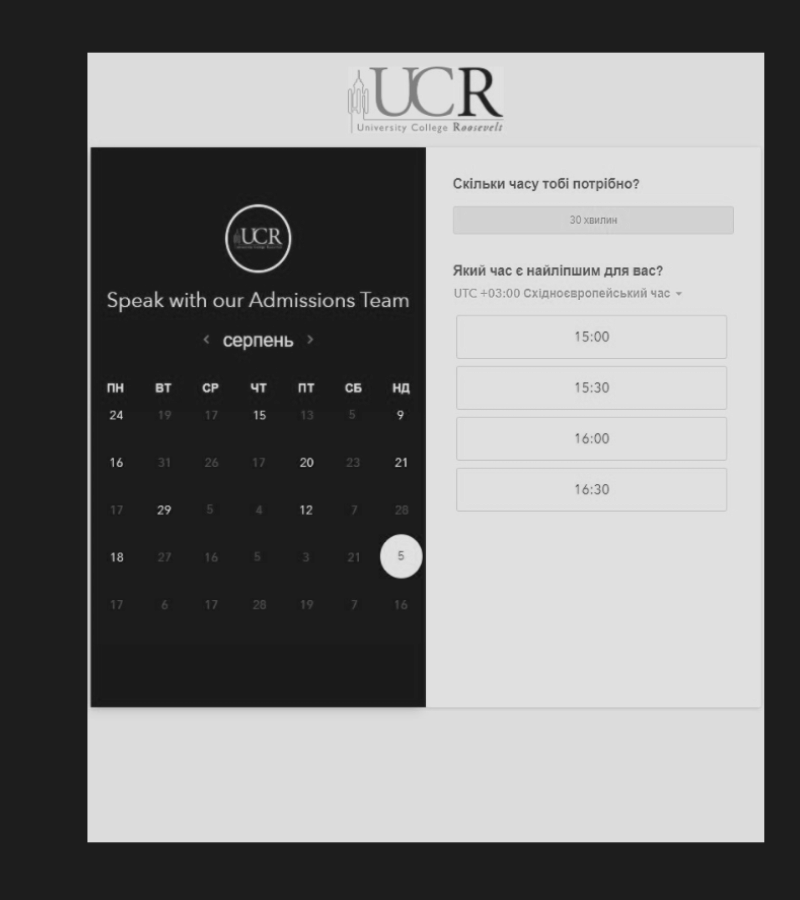 UCR
University College Roosevelt
UCR
Speak with our Admissions Team
‹ серпень ›
ПН ВТ СР ЧТ ПТ СБ НД
24 19 17 15 13 5 9
16 31 26 17 20 23 21
17 29 5 4 12 7 28
18 27 16 5 3 21 5
17 6 17 28 19 7 16
Скільки часу тобі потрібно?
30 хвилин
Який час є найліпшим для вас?
UTC +03:00 Східноєвропейський час
15:00
15:30
16:00
16:30